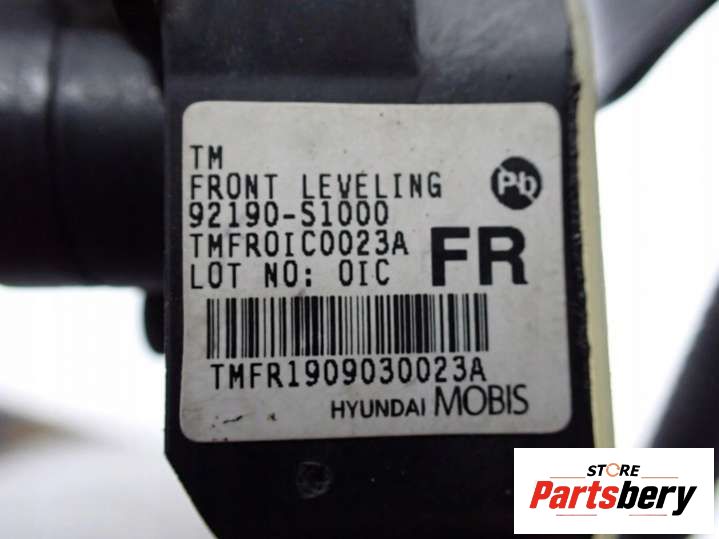 TM
FRONT LEVELING
Pb
92190-S1000
TMFR0IC0023A
FR
LOT NO: 0IC
TMFR1909030023A
HYUNDAI MOBIS
STORE
Partsbery